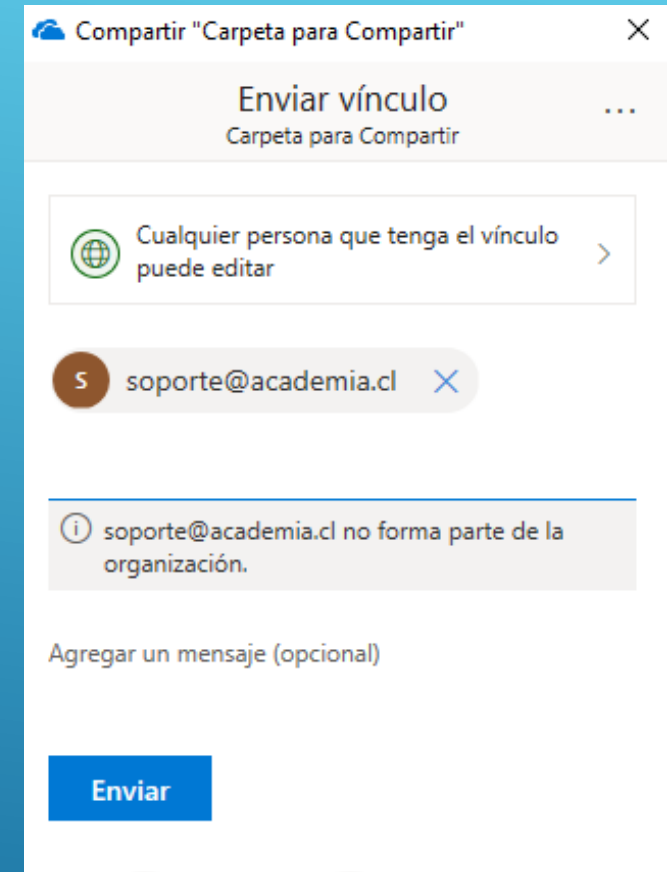 Compartir "Carpeta para Compartir"
Enviar vínculo
...
Carpeta para Compartir
Cualquier persona que tenga el vínculo
puede editar
S soporte@academia.cl
soporte@academia.cl no forma parte de la
organización.
Agregar un mensaje (opcional)
Enviar